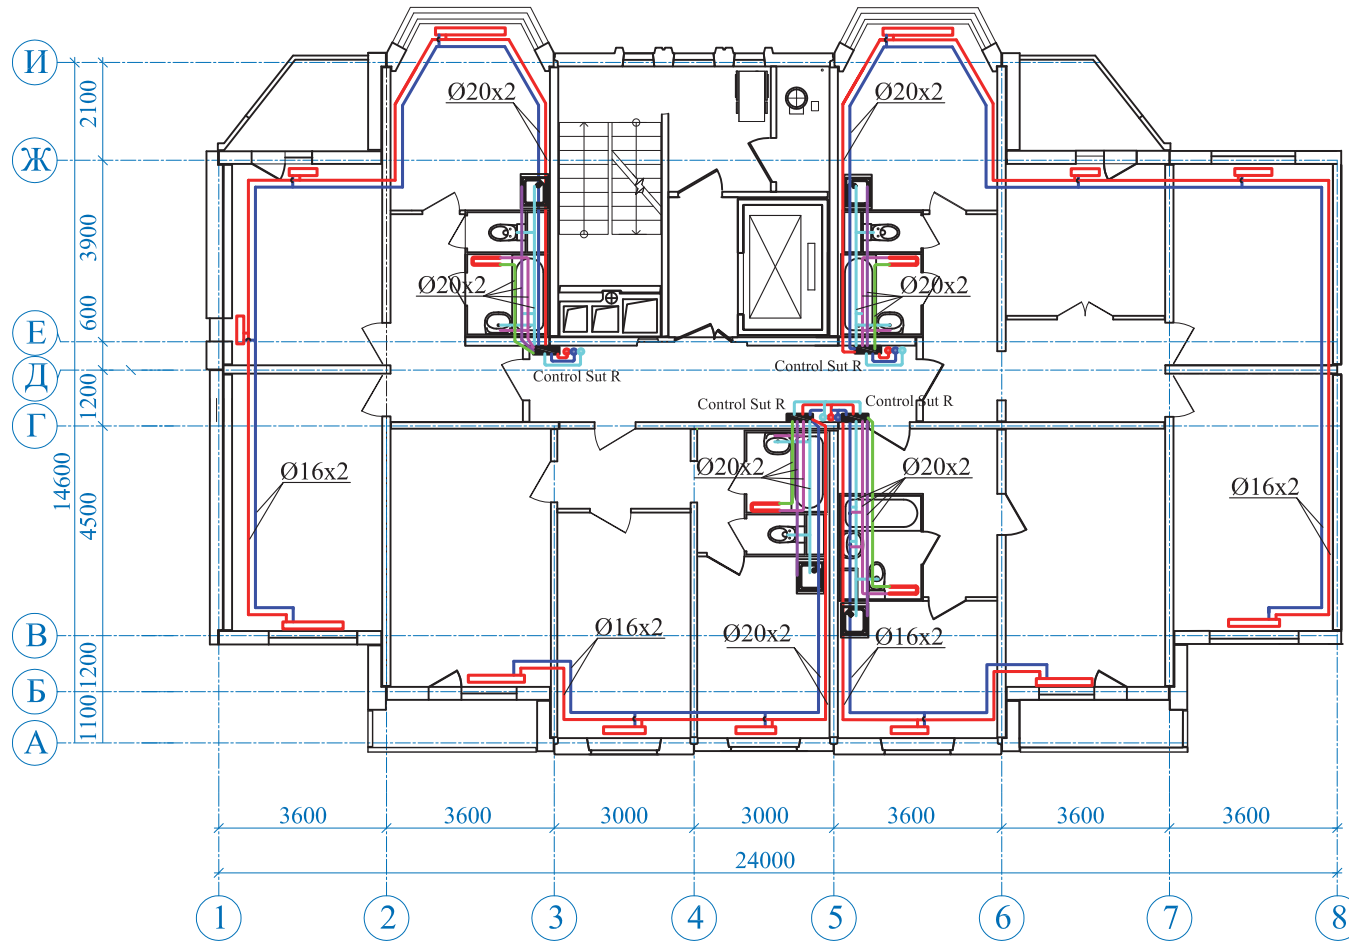 И
Ж
Е
Д
Г
В
Б
А
2100
3900
600
1200
4500
1200
1100
14600
Ø20x2
Ø20x2
Ø20x2
Ø20x2
Control Sut R
Control Sut R
Control Sut R
Control Sut R
Ø20x2
Ø20x2
Ø16x2
Ø16x2
Ø16x2
Ø20x2
Ø16x2
3600
3600
3000
3000
3600
3600
3600
24000
1
2
3
4
5
6
7
8